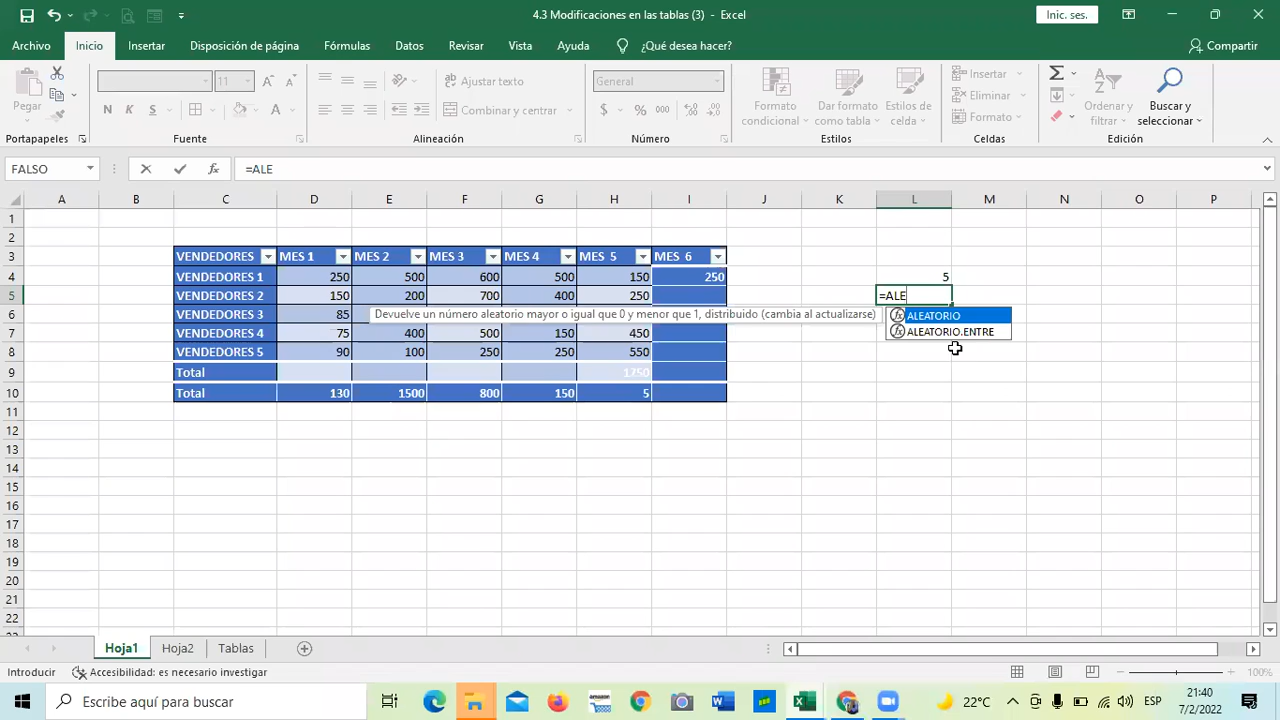 4.3 Modificaciones en las tablas (3) - Excel
Inic. ses.
Archivo Inicio Insertar Disposición de página Fórmulas Datos Revisar Vista Ayuda ¿Qué desea hacer? Compartir
Pegar
11
N K S
Ajustar texto
Combinar y centrar
General
$ % 000
Formato condicional
Dar formato como tabla
Estilos de celda
Insertar
Eliminar
Formato
Ordenar y filtrar
Buscar y seleccionar
Portapapeles Fuente Alineación Número Estilos Celdas Edición
FALSO fx =ALE
A B C D E F G H I J K L M N O P
1
2
3 VENDEDORES MES 1 MES 2 MES 3 MES 4 MES 5 MES 6
4 VENDEDORES 1 250 500 600 500 150 250 5
5 VENDEDORES 2 150 200 700 400 250 =ALE
6 VENDEDORES 3 85 Devuelve un número aleatorio mayor o igual que 0 y menor que 1, distribuido (cambia al actualizarse) ALEATORIO
ALEATORIO.ENTRE
7 VENDEDORES 4 75 400 500 150 450
8 VENDEDORES 5 90 100 250 250 550
9 Total 1750
10 Total 130 1500 800 150 5
11
12
13
14
15
16
17
18
19
20
21
22
Hoja1 Hoja2 Tablas
Introducir Accesibilidad: es necesario investigar 100%
Escribe aquí para buscar 22°C ESP 21:40
7/2/2022